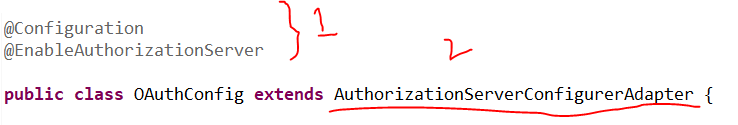 @Configuration
@EnableAuthorizationServer
1
2
public class OAuthConfig extends AuthorizationServerConfigurerAdapter {